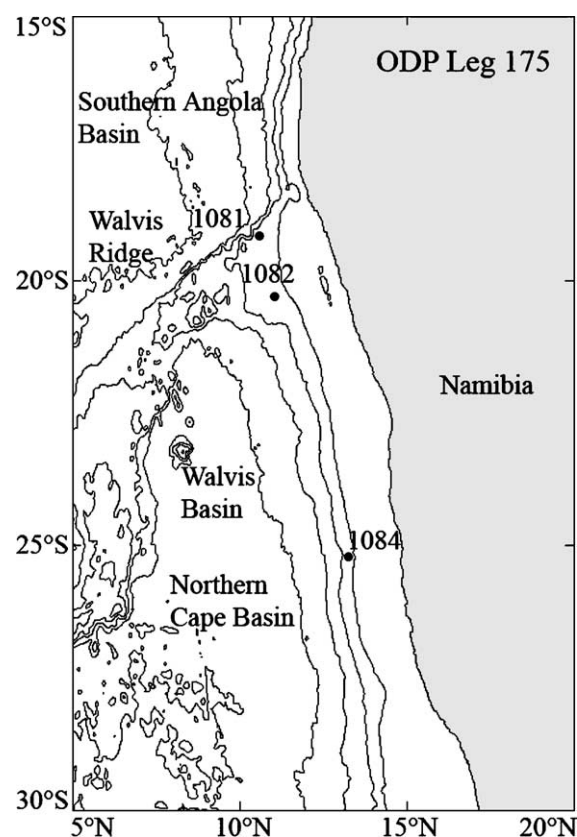 15°S
ODP Leg 175
Southern Angola
Basin
1081
Walvis
Ridge
20°S
1082
Namibia
Walvis
Basin
25°S
1084
Northern
Cape Basin
30°S
5°N
10°N
15°N
20°N